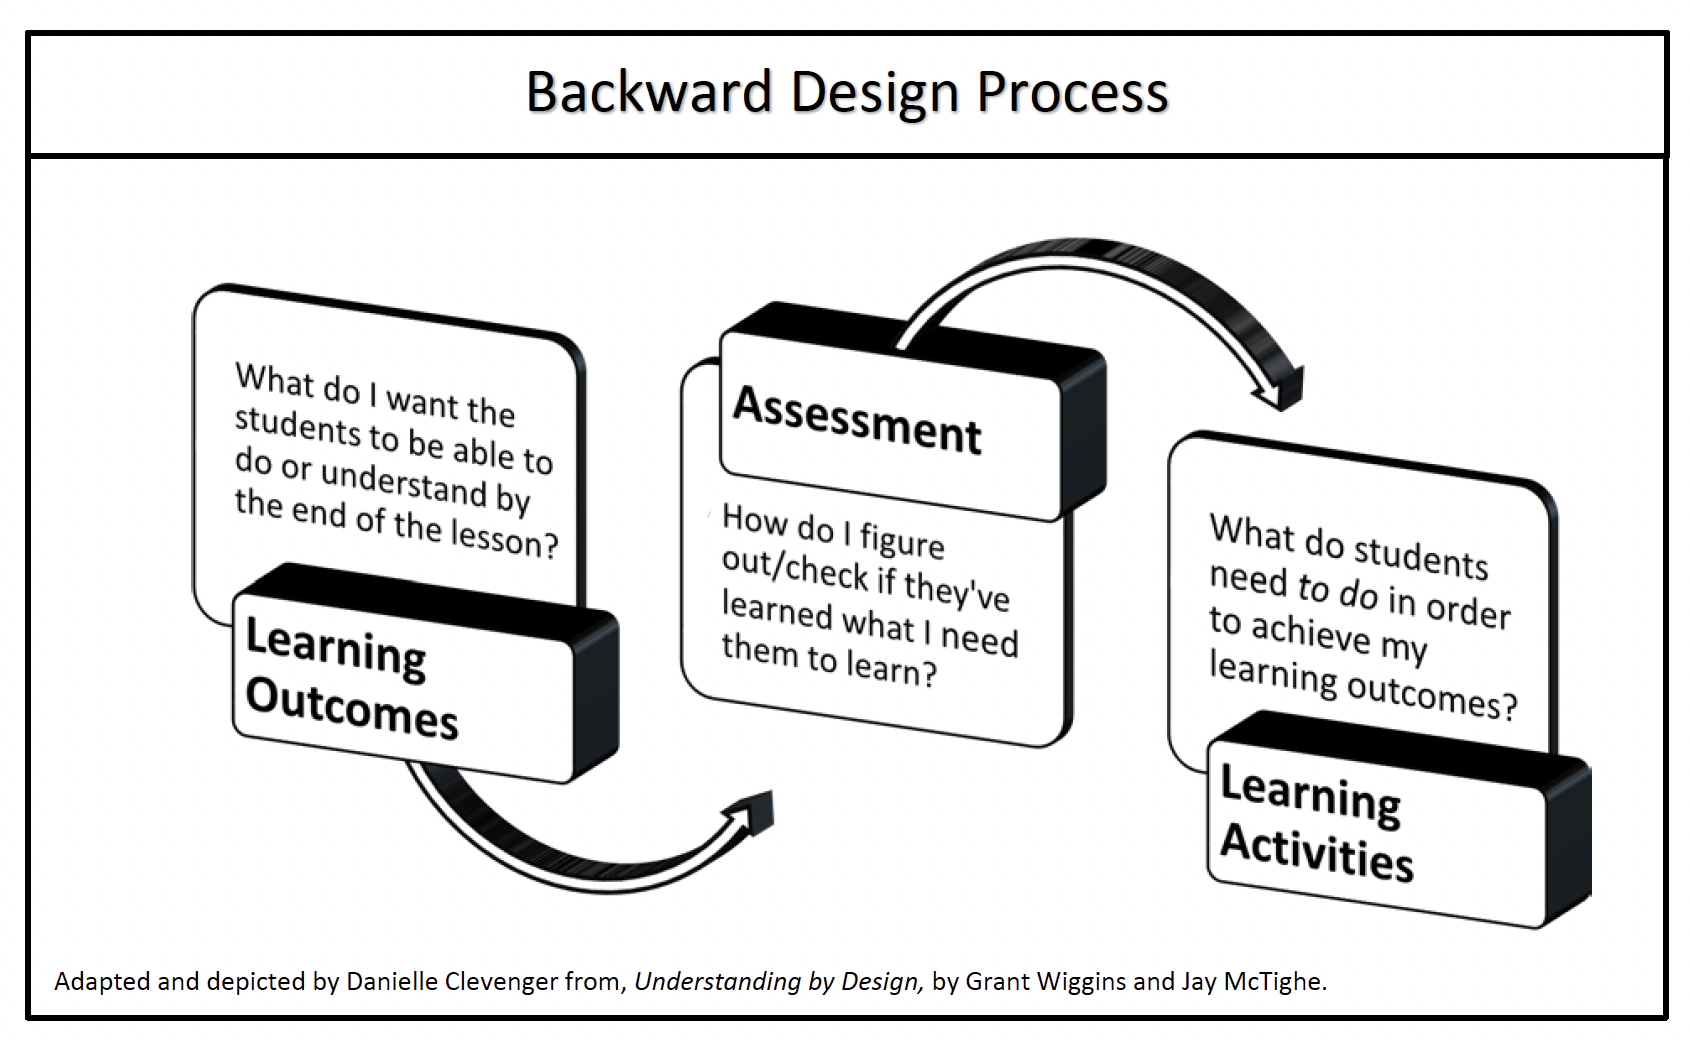 Backward Design Process
What do I want the
students to be able to
do or understand by
the end of the lesson?
Learning
Outcomes
Assessment
How do I figure
out/check if they've
learned what I need
them to learn?
What do students
need to do in order
to achieve my
learning outcomes?
Learning
Activities
Adapted and depicted by Danielle Clevenger from, Understanding by Design, by Grant Wiggins and Jay McTighe.